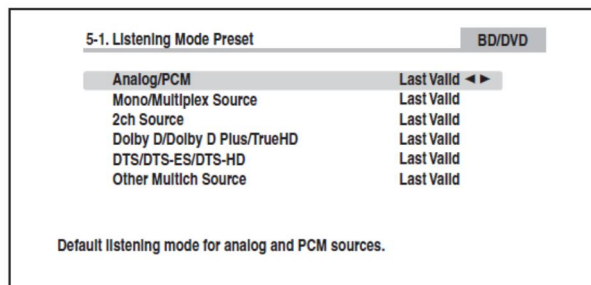 5-1. Listening Mode Preset BD/DVD
Analog/PCM Last Valid ◄ ►
Mono/Multiplex Source Last Valid
2ch Source Last Valid
Dolby D/Dolby D Plus/TrueHD Last Valid
DTS/DTS-ES/DTS-HD Last Valid
Other Multich Source Last Valid
Default listening mode for analog and PCM sources.